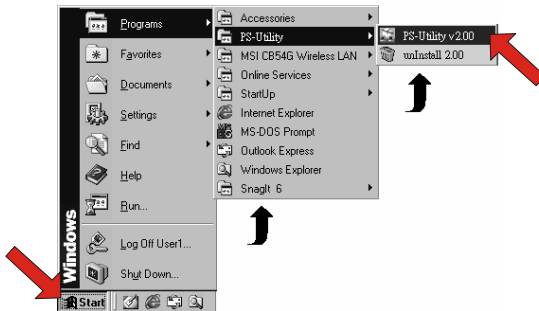 Programs
Favorites
Documents
Settings
Find
Help
Run...
Log Off User1...
Shut Down...
Windows
Start
Accessories
PS-Utility
MSI CB54G Wireless LAN
Online Services
StartUp
Internet Explorer
MS-DOS Prompt
Outlook Express
Windows Explorer
SnagIt 6
PS-Utility v2.00
unInstall 2.00